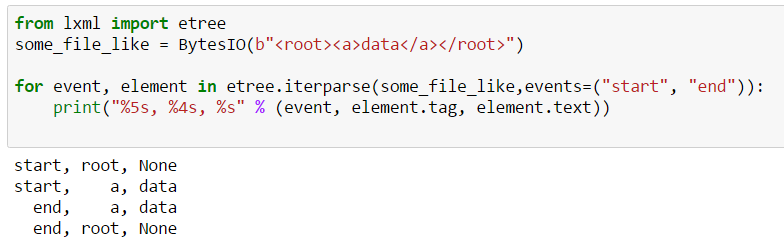 from lxml import etree
some_file_like = BytesIO(b"<root><a>data</a></root>")
for event, element in etree.iterparse(some_file_like,events=("start", "end")):
    print("%5s, %4s, %s" % (event, element.tag, element.text))
start, root, None
start,    a, data
  end,    a, data
  end, root, None